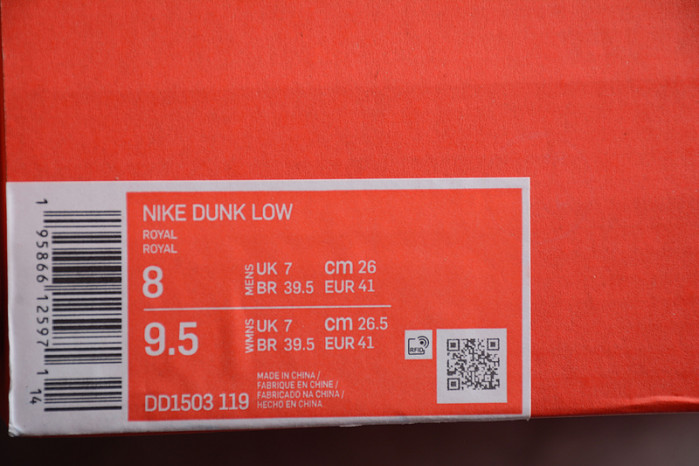 NIKE DUNK LOW
ROYAL
ROYAL
8 MENS UK 7 cm 26
BR 39.5 EUR 41
9.5 WMNS UK 7 cm 26.5
BR 39.5 EUR 41
MADE IN CHINA /
FABRIQUE EN CHINE /
FABRICADO NA CHINA /
HECHO EN CHINA
DD1503 119
RFID
1 95866 12597 1 14